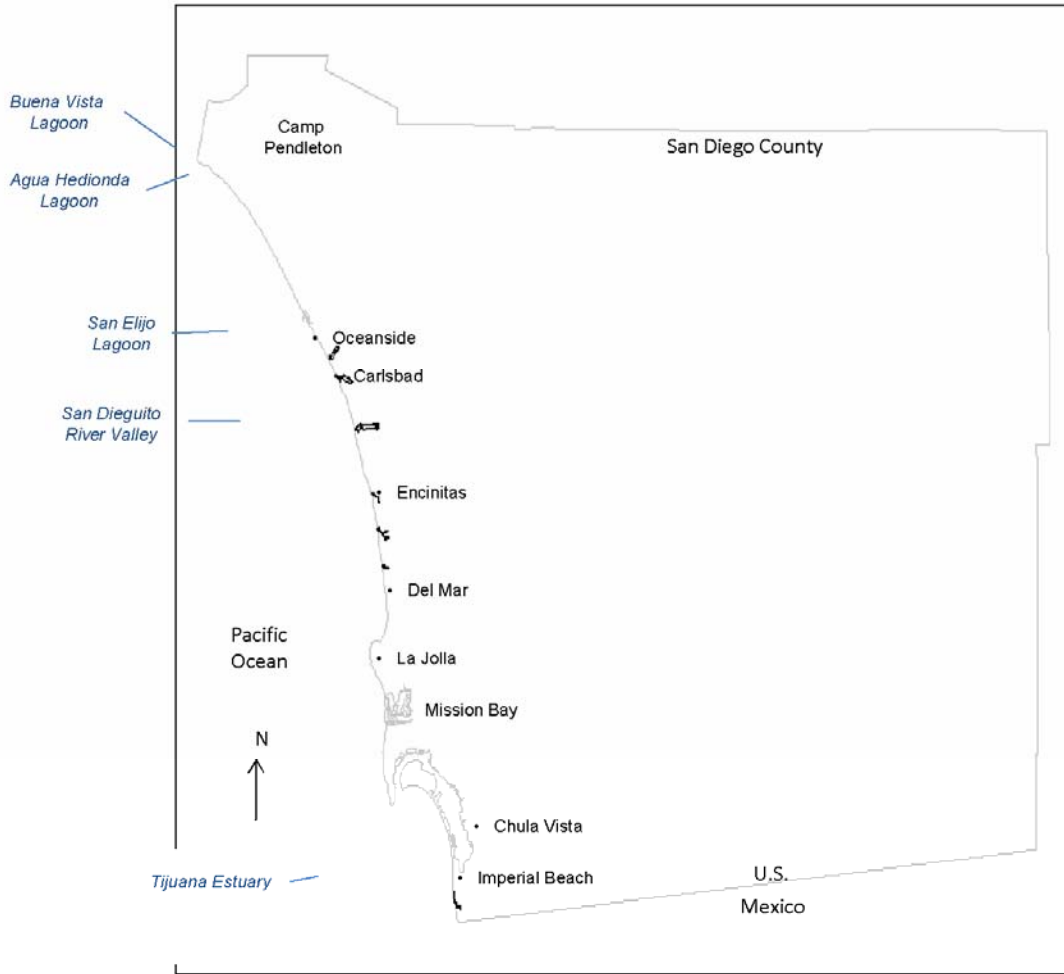 Buena Vista
Lagoon
Camp
Pendleton
San Diego County
Agua Hedionda
Lagoon
San Elijo
Lagoon
Oceanside
Carlsbad
San Dieguito
River Valley
Encinitas
Del Mar
Pacific
Ocean
La Jolla
Mission Bay
N
Chula Vista
Tijuana Estuary
Imperial Beach
U.S.
Mexico